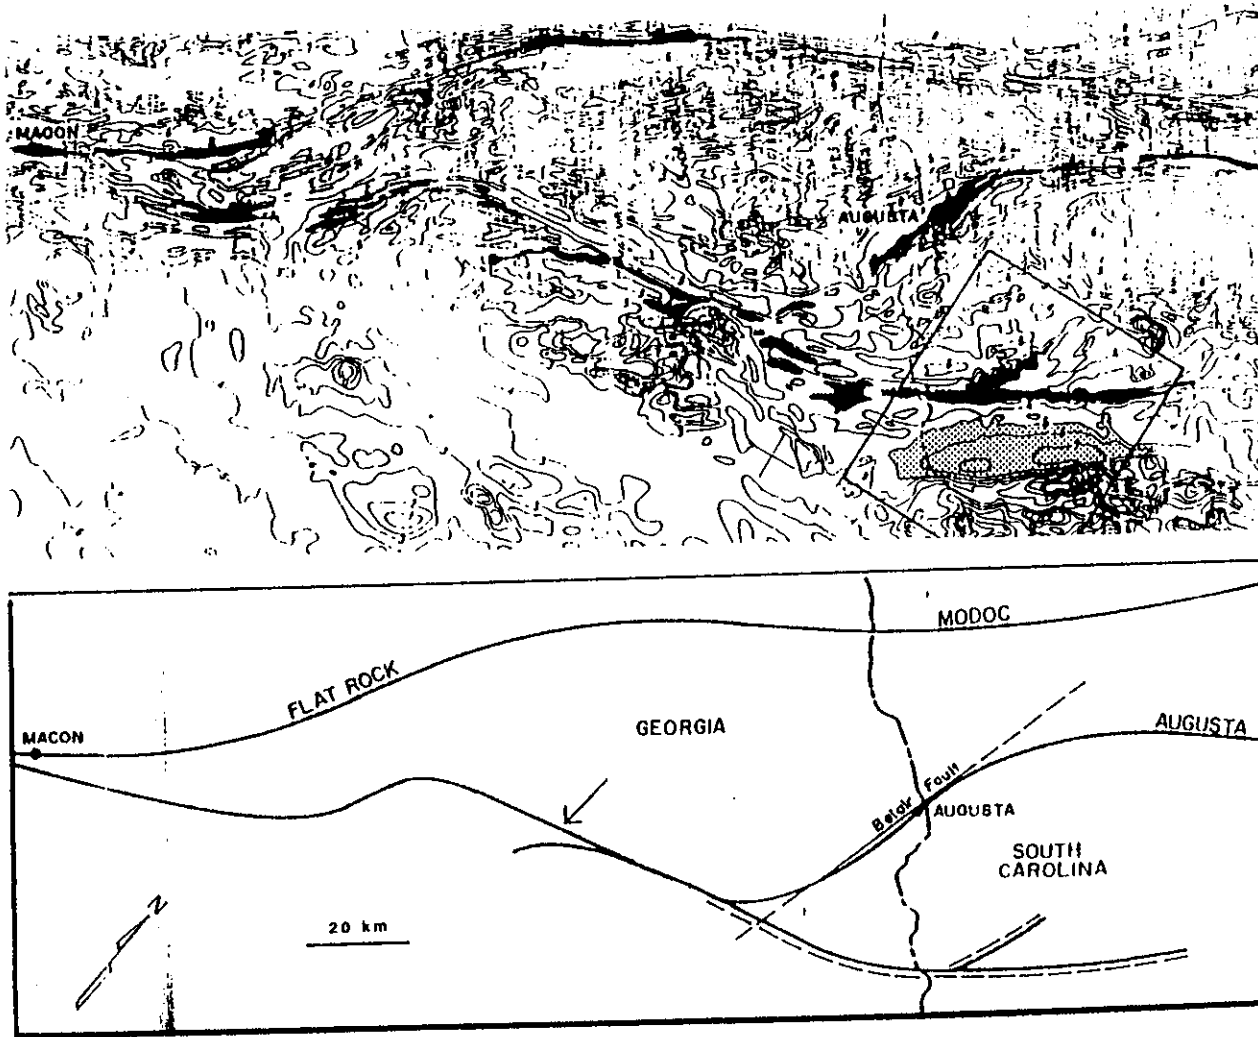 MACON
AUGUSTA
MODOC
FLAT ROCK
MACON
GEORGIA
AUGUSTA
Belair Fault
AUGUSTA
SOUTH
CAROLINA
N
20 km